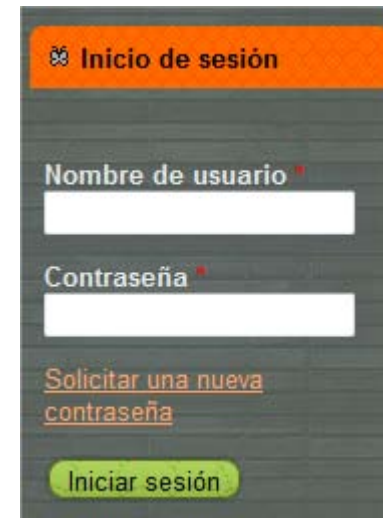 Inicio de sesión
Nombre de usuario *
Contraseña *
Solicitar una nueva
contraseña
Iniciar sesión